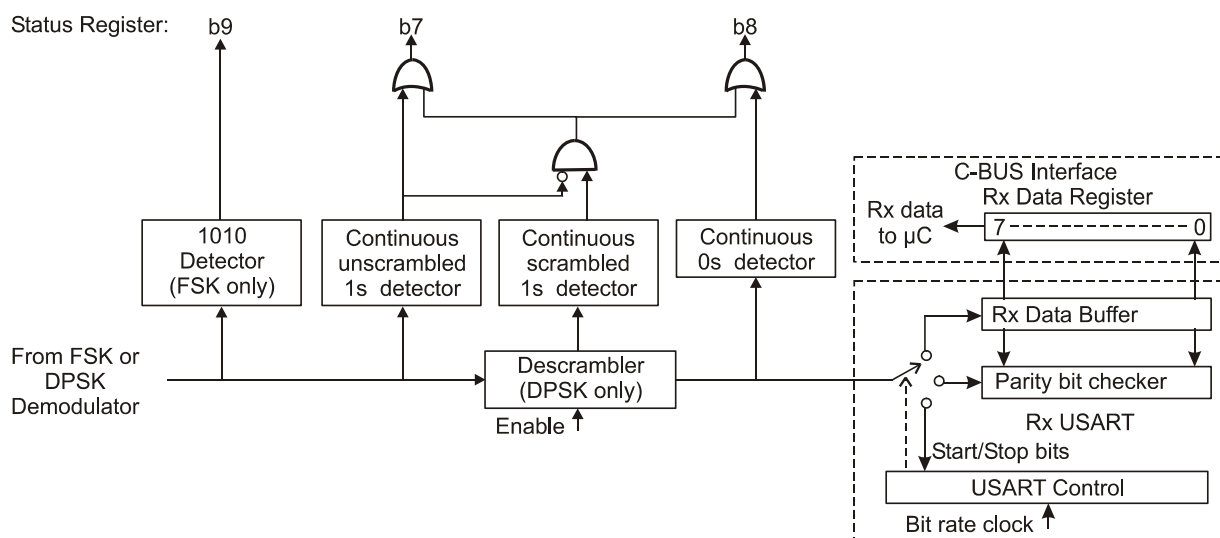 Status Register:
b9
b7
b8
C-BUS Interface
Rx Data Register
Rx data
to µC
7
0
1010
Detector
(FSK only)
Continuous
unscrambled
1s detector
Continuous
scrambled
1s detector
Continuous
0s detector
Rx Data Buffer
From FSK or
DPSK
Demodulator
Descrambler
(DPSK only)
Enable
Parity bit checker
Rx USART
Start/Stop bits
USART Control
Bit rate clock